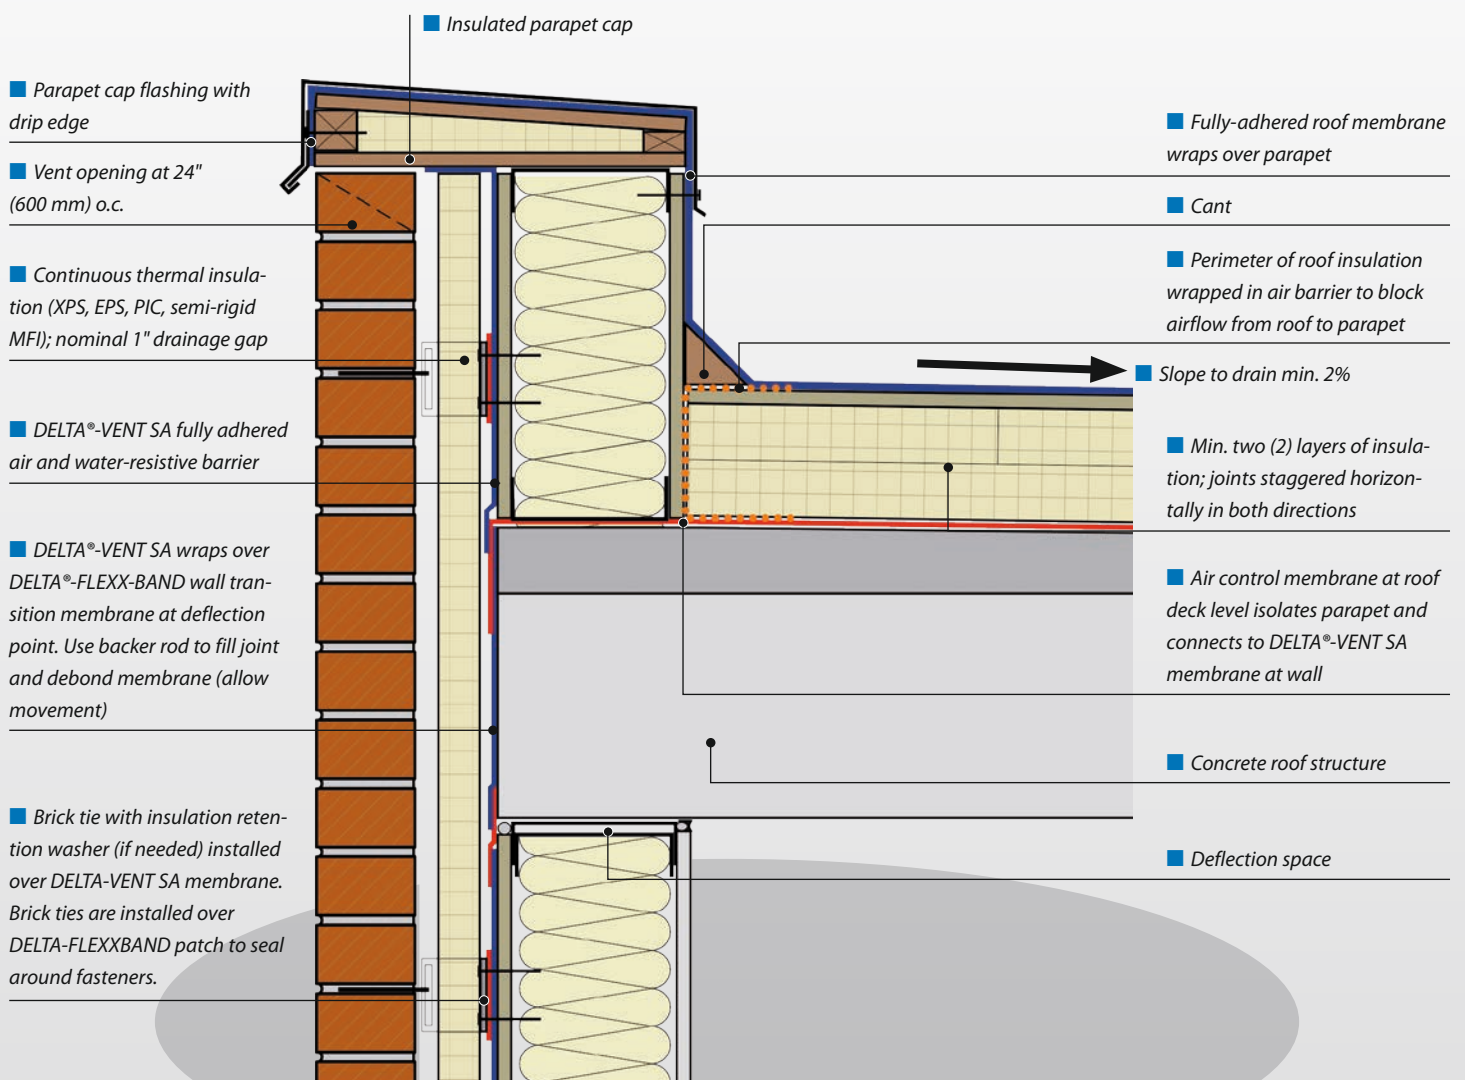 Insulated parapet cap
Parapet cap flashing with
drip edge
Vent opening at 24"
(600 mm) o.c.
Continuous thermal insula-
tion (XPS, EPS, PIC, semi-rigid
MFI); nominal 1" drainage gap
DELTA®-VENT SA fully adhered
air and water-resistive barrier
DELTA®-VENT SA wraps over
DELTA®-FLEXX-BAND wall tran-
sition membrane at deflection
point. Use backer rod to fill joint
and debond membrane (allow
movement)
Brick tie with insulation reten-
tion washer (if needed) installed
over DELTA-VENT SA membrane.
Brick ties are installed over
DELTA-FLEXXBAND patch to seal
around fasteners.
Fully-adhered roof membrane
wraps over parapet
Cant
Perimeter of roof insulation
wrapped in air barrier to block
airflow from roof to parapet
Slope to drain min. 2%
Min. two (2) layers of insula-
tion; joints staggered horizon-
tally in both directions
Air control membrane at roof
deck level isolates parapet and
connects to DELTA®-VENT SA
membrane at wall
Concrete roof structure
Deflection space